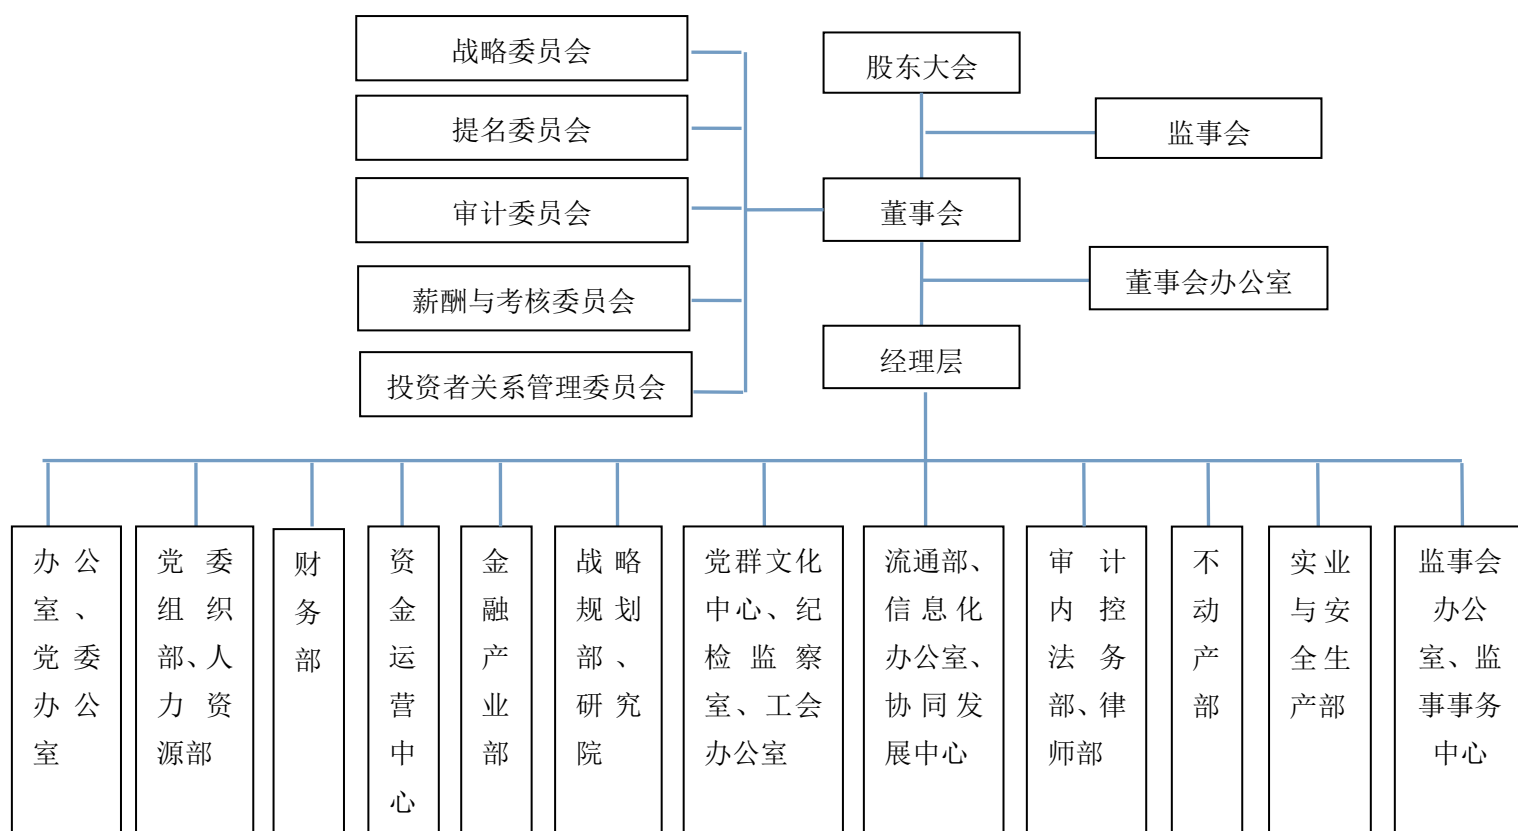 战略委员会
提名委员会
审计委员会
薪酬与考核委员会
投资者关系管理委员会
股东大会
监事会
董事会
董事会办公室
经理层
办公
室、
党委
办公
室
党委
组织
部、人
力资
源部
财
务
部
资
金
运
营
中
心
金
融
产
业
部
战略
规划
部、
研究
院
党群文化
中心、纪
检监察
室、工会
办公室
流通部、
信息化
办公室、
协同发
展中心
审计
内控
法务
部、律
师部
不
动
产
部
实业
与安
全生
产部
监事会
办公
室、监
事事务
中心